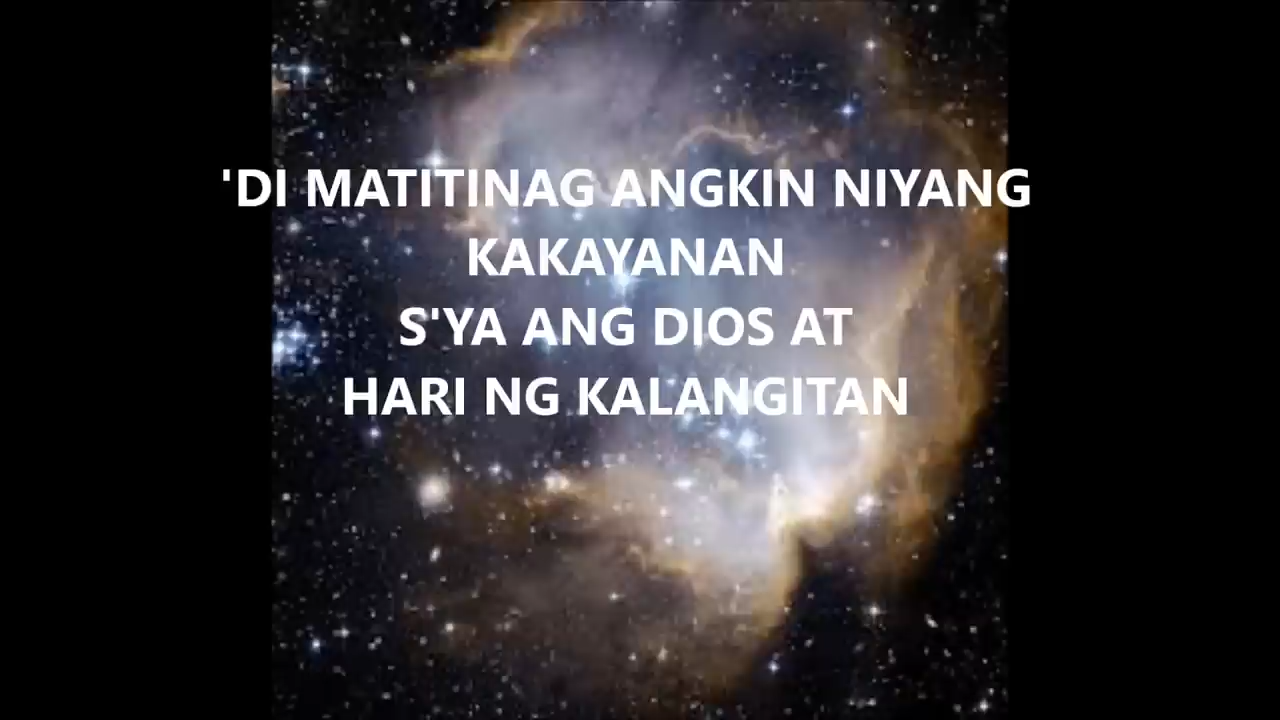 'DI MATITINAG ANGKIN NIYANG
KAKAYANAN
S'YA ANG DIOS AT
HARI NG KALANGITAN